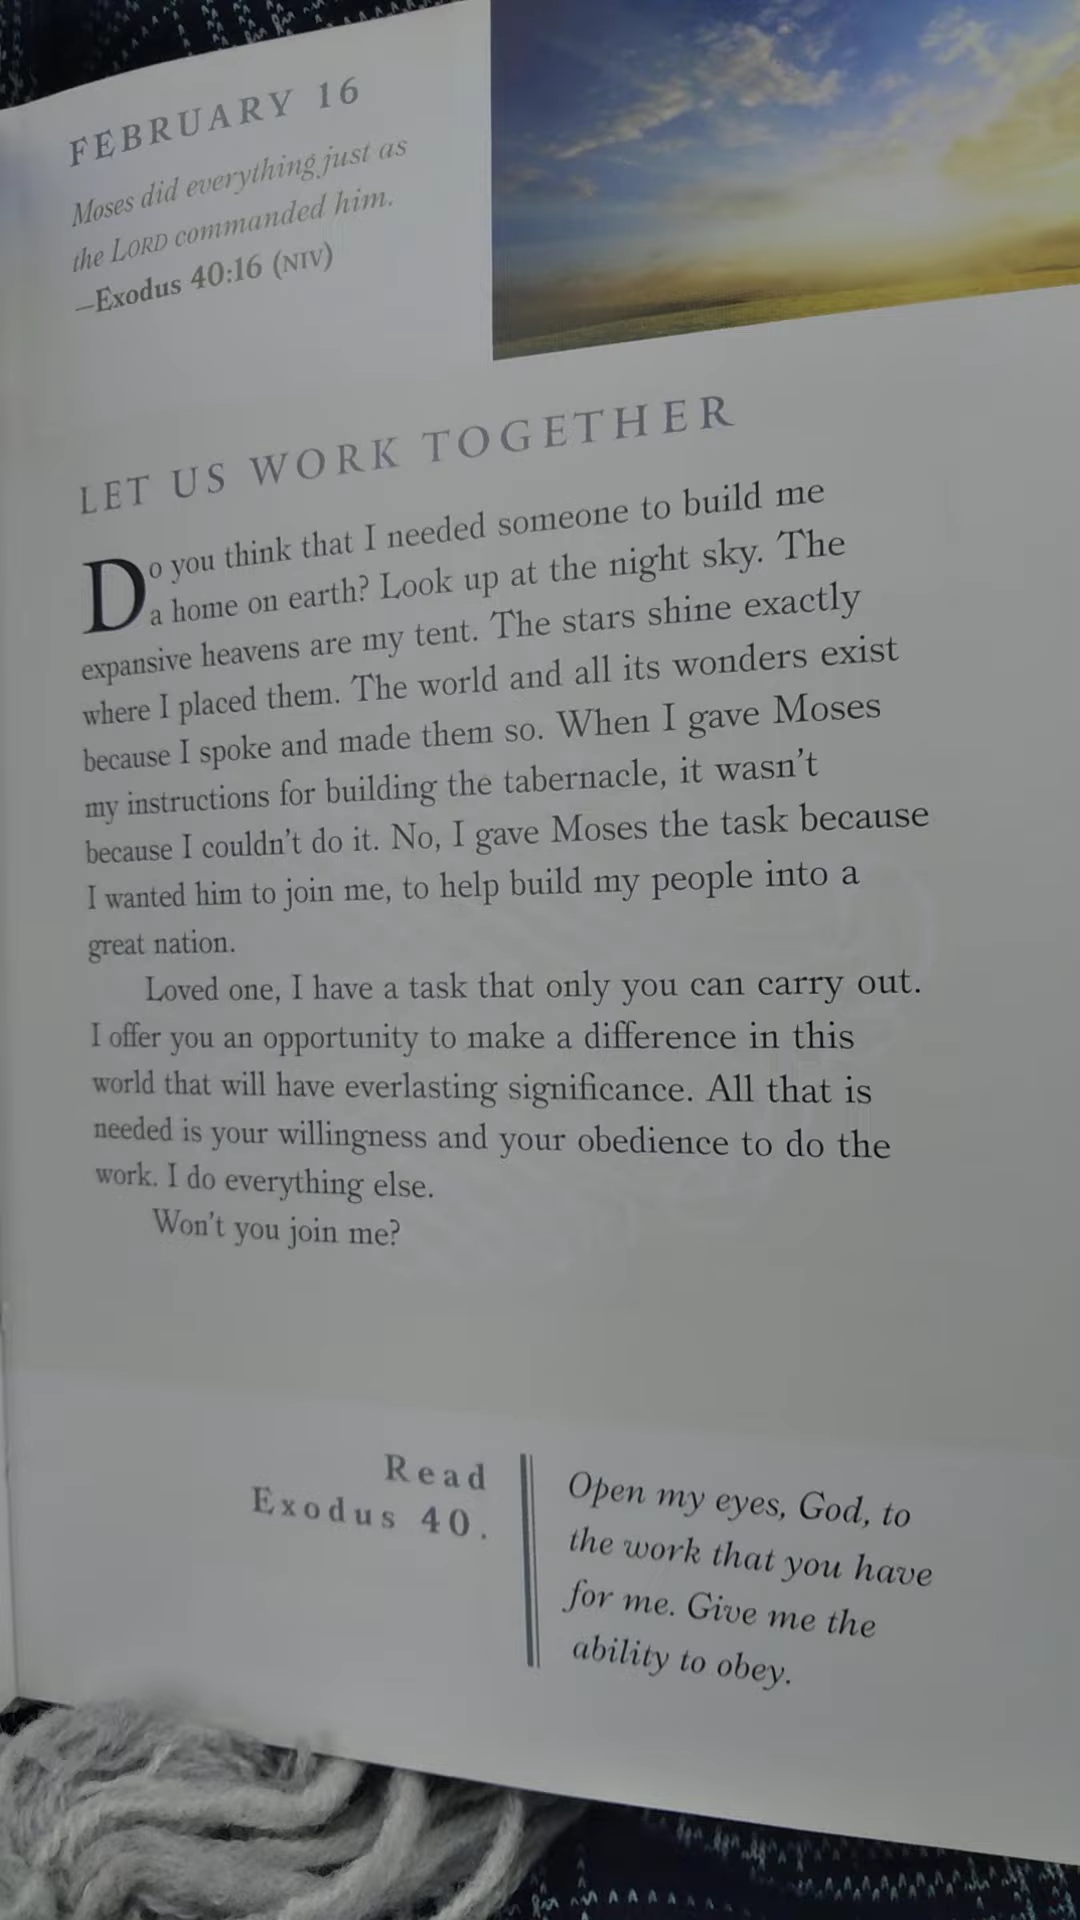 FEBRUARY 16
Moses did everything just as
the LORD commanded him.
—Exodus 40:16 (NIV)
LET US WORK TOGETHER
Do you think that I needed someone to build me
a home on earth? Look up at the night sky. The
expansive heavens are my tent. The stars shine exactly
where I placed them. The world and all its wonders exist
because I spoke and made them so. When I gave Moses
my instructions for building the tabernacle, it wasn't
because I couldn't do it. No, I gave Moses the task because
I wanted him to join me, to help build my people into a
great nation.
Loved one, I have a task that only you can carry out.
I offer you an opportunity to make a difference in this
world that will have everlasting significance. All that is
needed is your willingness and your obedience to do the
work. I do everything else.
Won't you join me?
Read
Exodus 40.
Open my eyes, God, to
the work that you have
for me. Give me the
ability to obey.